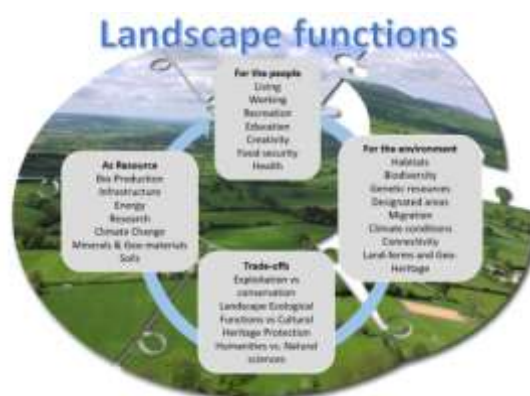 Landscape functions
For the people
Living
Working
Recreation
Education
Creativity
Food security
Health
As Resource
Bio Production
Infrastructure
Energy
Research
Climate Change
Minerals & Geo-materials
Soils
For the environment
Habitats
Biodiversity
Genetic resources
Designated areas
Migration
Climate conditions
Connectivity
Land-forms and Geo-
Heritage
Trade-offs
Exploitation vs
conservation
Landscape Ecological
Functions vs Cultural
Heritage Protection
Humanities vs. Natural
sciences